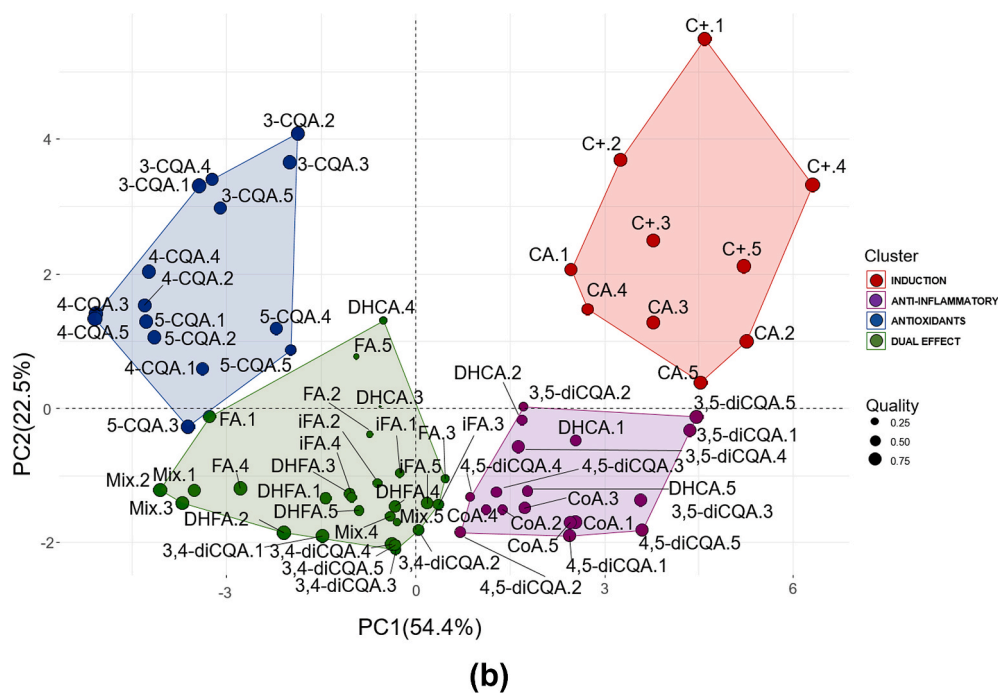 C+.1
3-CQA.2
4
3-CQA.4
3-CQA.3
C+.2
C+.4
3-CQA.1
3-CQA.5
C+.3
C+.5
4-CQA.4
CA.1
Cluster
4-CQA.2
2
INDUCTION
CA.4
4-CQA.3
DHCA.4
CA.3
ANTI-INFLAMMATORY
5-CQA.1
5-CQA.4
ANTIOXIDANTS
4-CQA.5
5-CQA.2
CA.2
DUAL EFFECT
FA.5
4-CQA.1
5-CQA.5
DHCA.2
CA.5
FA.2
DHCA.3
3,5-diCQA.2
3,5-diCQA.5
Quality
0
5-CQA.3
FA.1
iFA.2
iFA.1
FA.3
iFA.3
DHCA.1
0.25
3,5-diCQA.1
iFA.4
0.50
3,5-diCQA.4
Mix.2
Mix.1
FA.4
DHFA.3
iFA.5
4,5-diCQA.4
4,5-diCQA.3
0.75
Mix.3
DHFA.1
DHFA.4
DHCA.5
DHFA.5
CoA.3
DHFA.2
Mix.4
Mix.5
CoA.4
CoA.2
CoA.1
3,5-diCQA.3
-2
3,4-diCQA.1
3,4-diCQA.4
CoA.5
4,5-diCQA.5
3,4-diCQA.5
3,4-diCQA.2
4,5-diCQA.1
3,4-diCQA.3
4,5-diCQA.2
PC2(22.5%)
-3
0
3
6
PC1(54.4%)
(b)